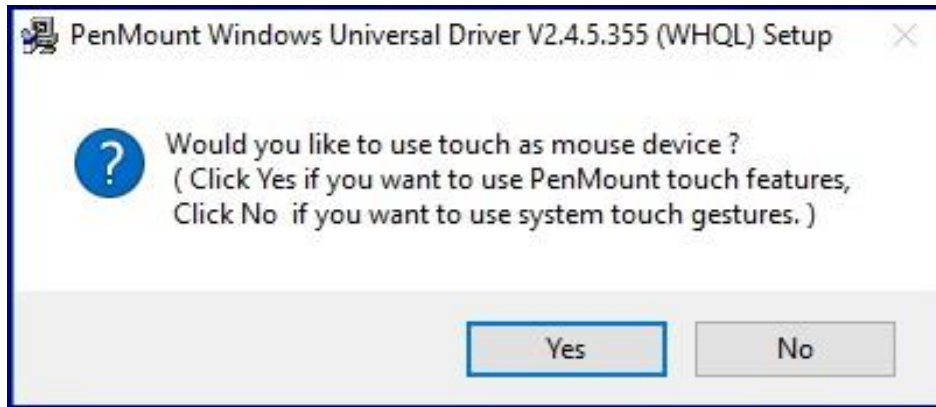 PenMount Windows Universal Driver V2.4.5.355 (WHQL) Setup
Would you like to use touch as mouse device ?
( Click Yes if you want to use PenMount touch features,
Click No  if you want to use system touch gestures. )
Yes
No